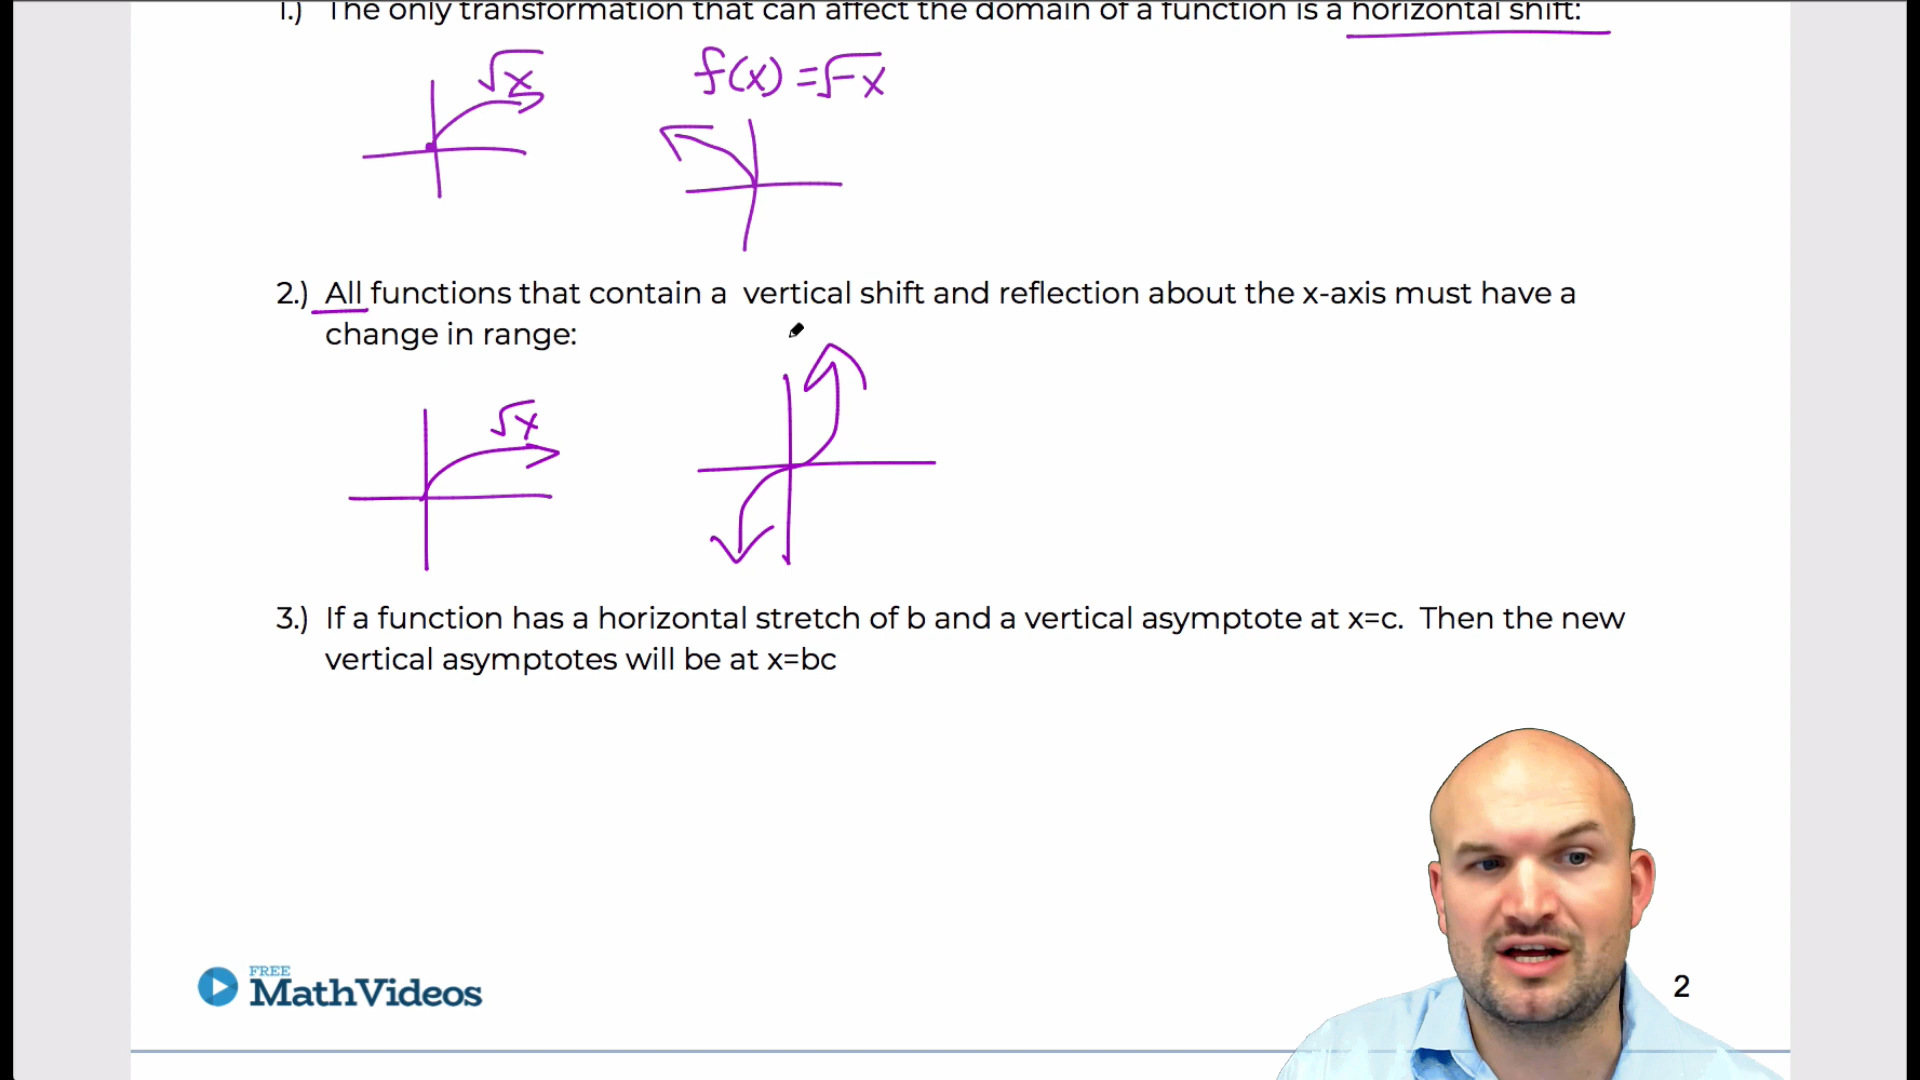 1.) The only transformation that can affect the domain of a function is a horizontal shift:
√x
f(x)=√-x
2.) All functions that contain a vertical shift and reflection about the x-axis must have a
change in range:
√x
3.) If a function has a horizontal stretch of b and a vertical asymptote at x=c. Then the new
vertical asymptotes will be at x=bc
FREE
MathVideos
2